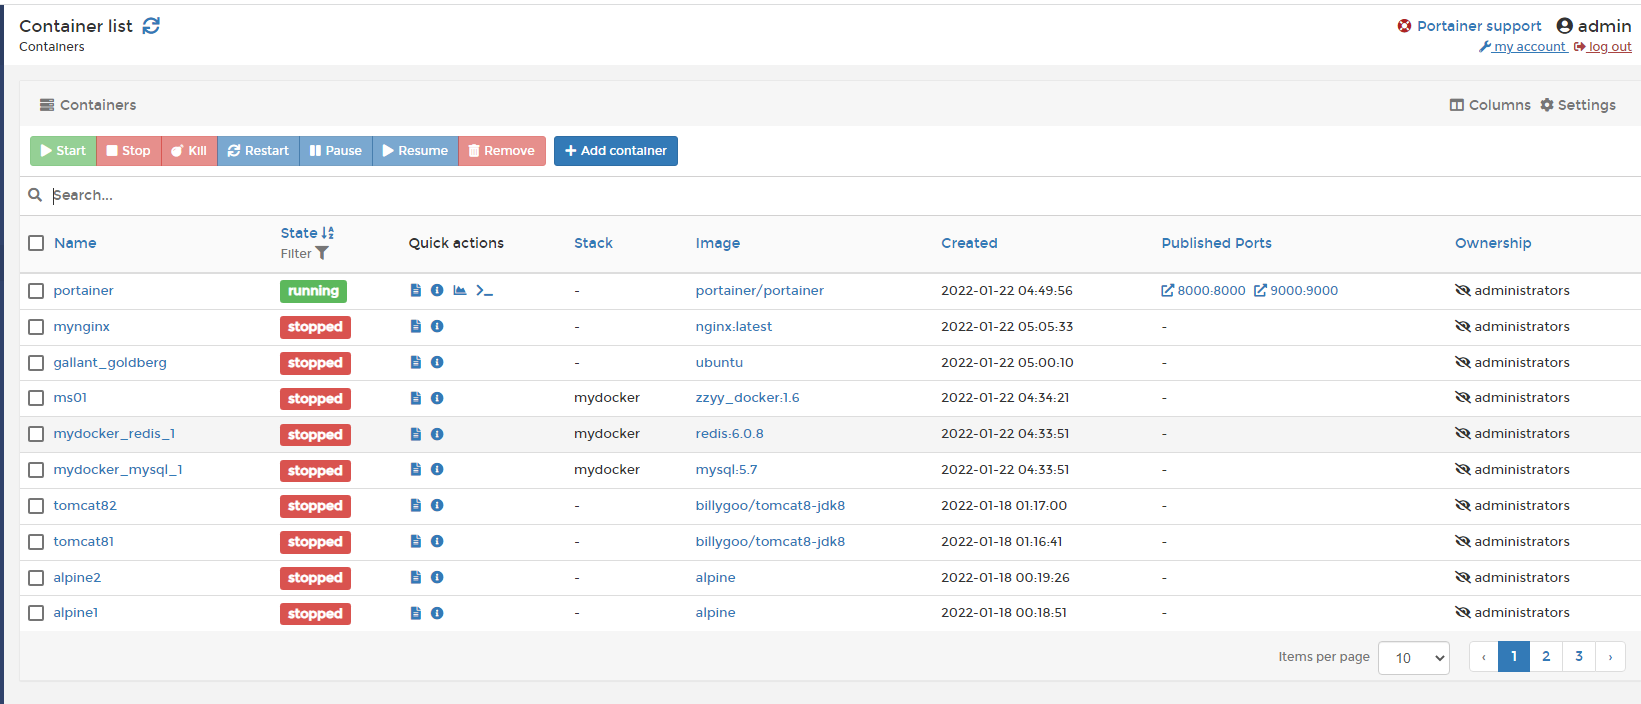 Container list
Portainer support admin
Containers
my account log out
Containers
Columns Settings
Start Stop Kill Restart Pause Resume Remove Add container
Search...
Name State Filter Quick actions Stack Image Created Published Ports Ownership
portainer running - portainer/portainer 2022-01-22 04:49:56 8000:8000 9000:9000 administrators
mynginx stopped - nginx:latest 2022-01-22 05:05:33 - administrators
gallant_goldberg stopped - ubuntu 2022-01-22 05:00:10 - administrators
ms01 stopped mydocker zzyy_docker:1.6 2022-01-22 04:34:21 - administrators
mydocker_redis_1 stopped mydocker redis:6.0.8 2022-01-22 04:33:51 - administrators
mydocker_mysql_1 stopped mydocker mysql:5.7 2022-01-22 04:33:51 - administrators
tomcat82 stopped - billygoo/tomcat8-jdk8 2022-01-18 01:17:00 - administrators
tomcat81 stopped - billygoo/tomcat8-jdk8 2022-01-18 01:16:41 - administrators
alpine2 stopped - alpine 2022-01-18 00:19:26 - administrators
alpine1 stopped - alpine 2022-01-18 00:18:51 - administrators
Items per page 10 ‹ 1 2 3 ›